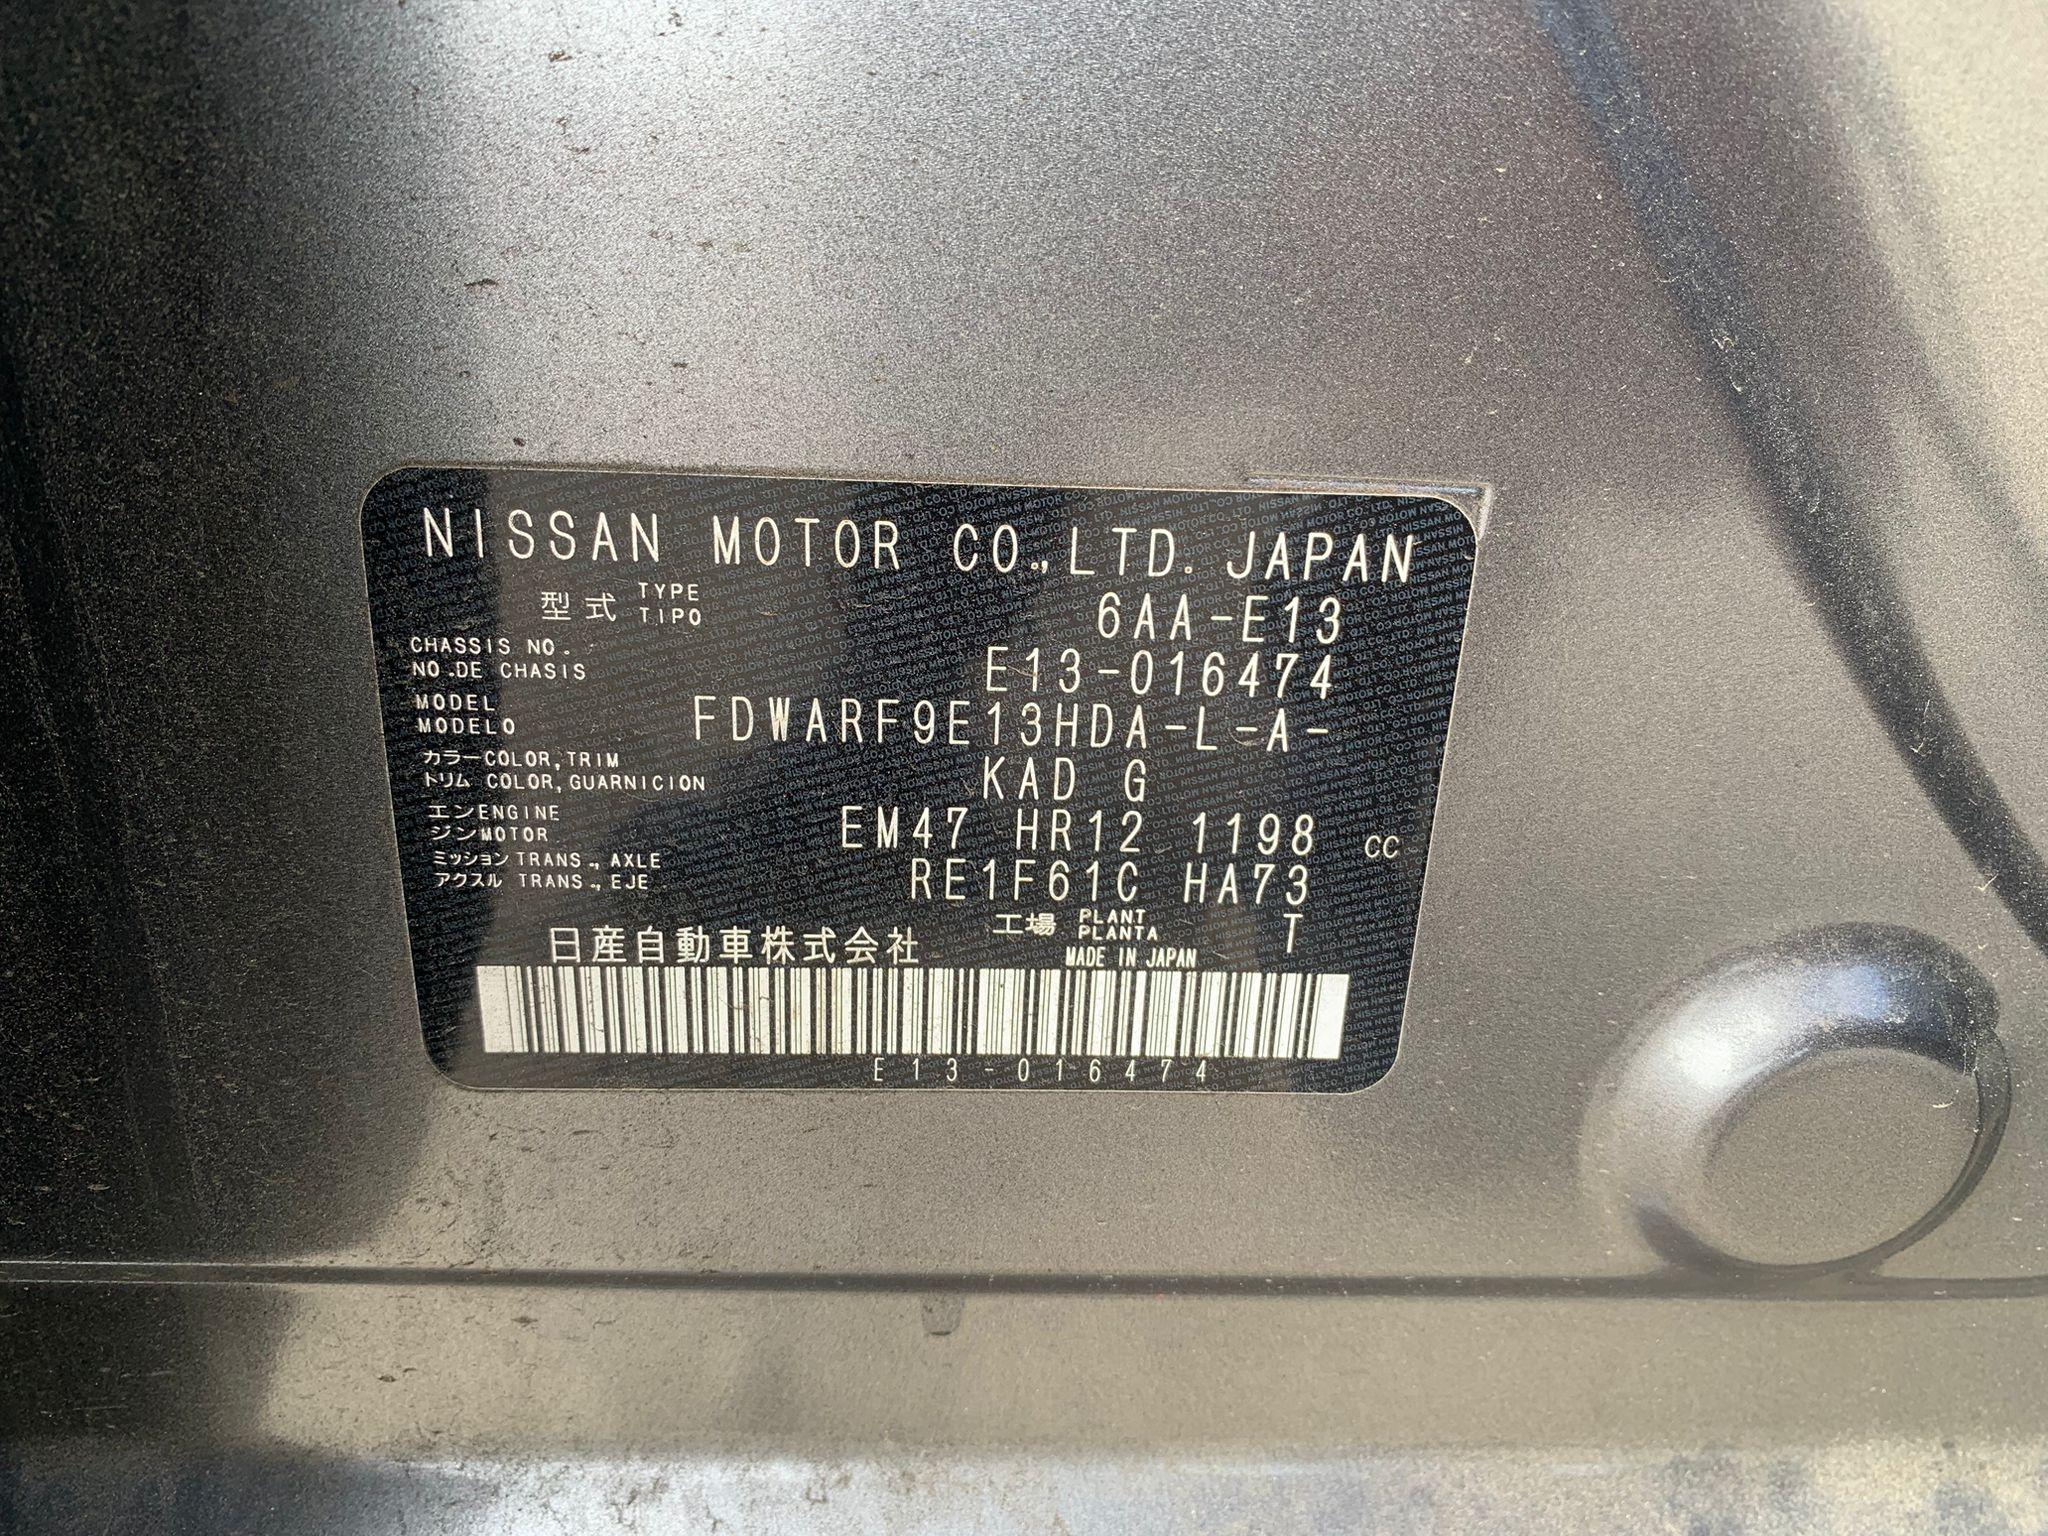 NISSAN MOTOR CO.,LTD. JAPAN
型式 TYPE TIPO 6AA-E13
CHASSIS NO.
NO.DE CHASIS E13-016474
MODEL
MODELO FDWARF9E13HDA-L-A-
カラー COLOR,TRIM
トリム COLOR,GUARNICION KAD G
エン ENGINE
ジン MOTOR EM47 HR12 1198 CC
ミッション TRANS.,AXLE
アクスル TRANS.,EJE RE1F61C HA73
工場 PLANT PLANTA T
日産自動車株式会社 MADE IN JAPAN
E13-016474